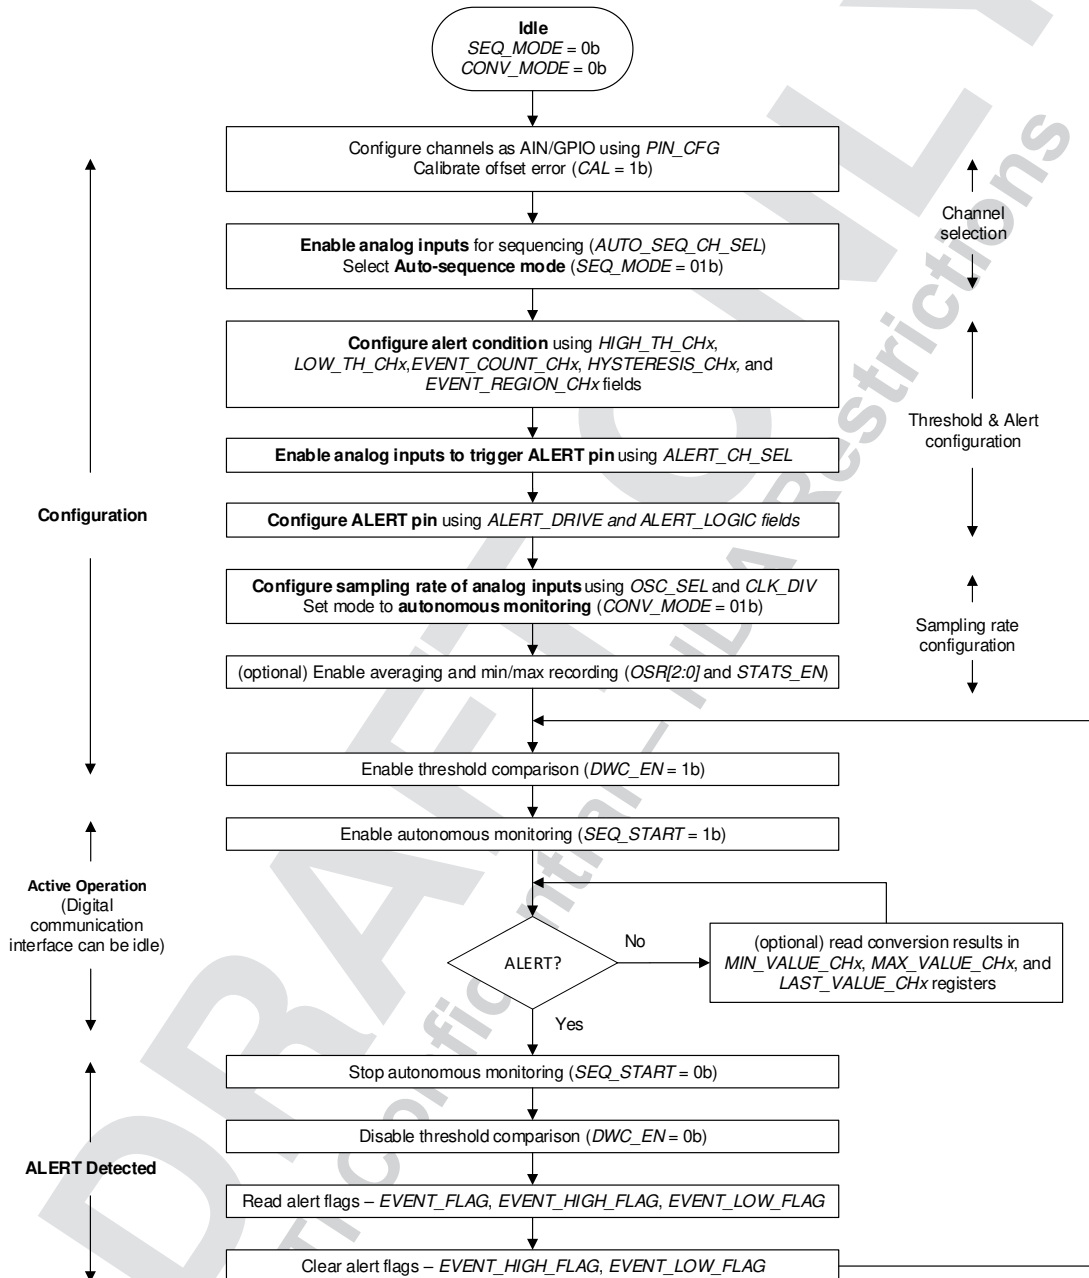 Idle
SEQ_MODE = 0b
CONV_MODE = 0b
Configure channels as AIN/GPIO using PIN_CFG
Calibrate offset error (CAL = 1b)
Channel
selection
Enable analog inputs for sequencing (AUTO_SEQ_CH_SEL)
Select Auto-sequence mode (SEQ_MODE = 01b)
Configure alert condition using HIGH_TH_CHx,
LOW_TH_CHx,EVENT_COUNT_CHx, HYSTERESIS_CHx, and
EVENT_REGION_CHx fields
Threshold & Alert
configuration
Enable analog inputs to trigger ALERT pin using ALERT_CH_SEL
Configuration
Configure ALERT pin using ALERT_DRIVE and ALERT_LOGIC fields
Configure sampling rate of analog inputs using OSC_SEL and CLK_DIV
Set mode to autonomous monitoring (CONV_MODE = 01b)
Sampling rate
configuration
(optional) Enable averaging and min/max recording (OSR[2:0] and STATS_EN)
Enable threshold comparison (DWC_EN = 1b)
Enable autonomous monitoring (SEQ_START = 1b)
Active Operation
(Digital
communication
interface can be idle)
ALERT?
No
(optional) read conversion results in
MIN_VALUE_CHx, MAX_VALUE_CHx, and
LAST_VALUE_CHx registers
Yes
Stop autonomous monitoring (SEQ_START = 0b)
Disable threshold comparison (DWC_EN = 0b)
ALERT Detected
Read alert flags – EVENT_FLAG, EVENT_HIGH_FLAG, EVENT_LOW_FLAG
Clear alert flags – EVENT_HIGH_FLAG, EVENT_LOW_FLAG
DRAFT ONLY
Restrictions